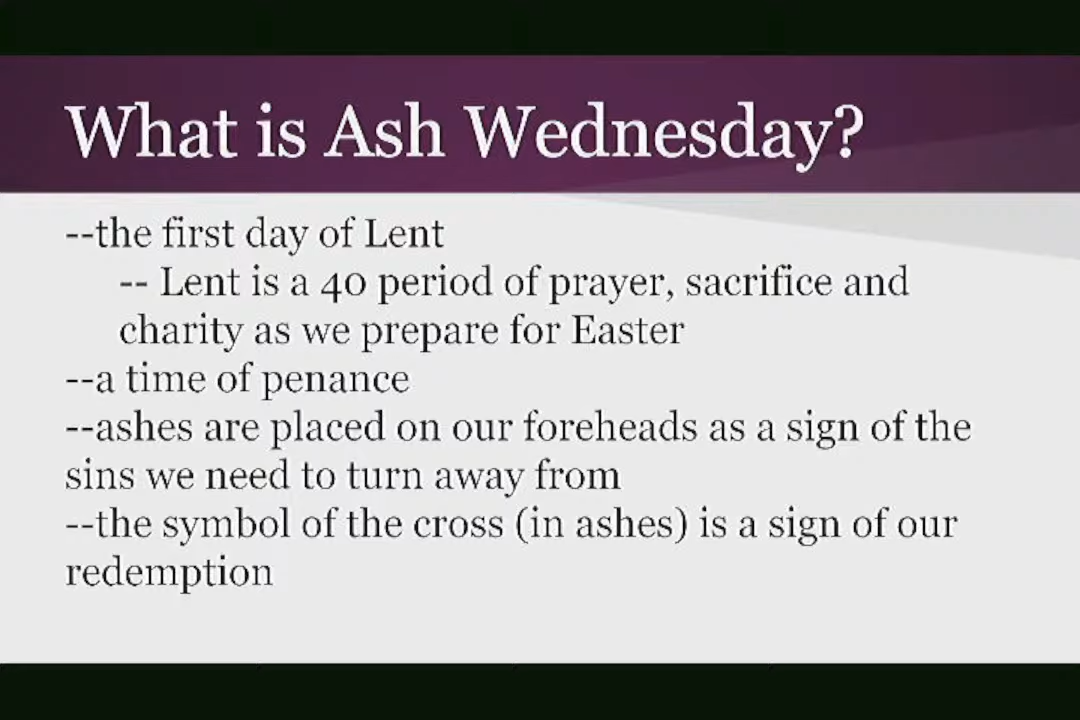 What is Ash Wednesday?
--the first day of Lent
-- Lent is a 40 period of prayer, sacrifice and
charity as we prepare for Easter
--a time of penance
--ashes are placed on our foreheads as a sign of the
sins we need to turn away from
--the symbol of the cross (in ashes) is a sign of our
redemption